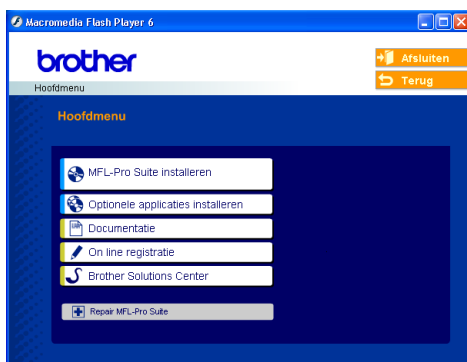 Macromedia Flash Player 6
brother
Afsluiten
Terug
Hoofdmenu
Hoofdmenu
MFL-Pro Suite installeren
Optionele applicaties installeren
Documentatie
On line registratie
Brother Solutions Center
Repair MFL-Pro Suite